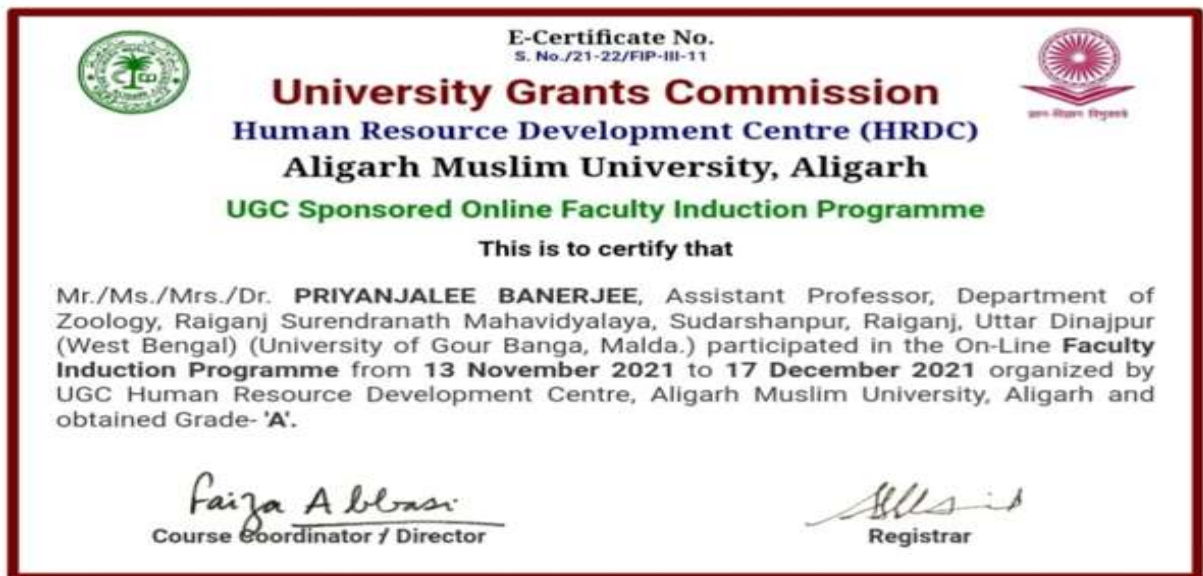 E-Certificate No.
S. No./21-22/FIP-III-11
University Grants Commission
Human Resource Development Centre (HRDC)
Aligarh Muslim University, Aligarh
UGC Sponsored Online Faculty Induction Programme
This is to certify that
Mr./Ms./Mrs./Dr. PRIYANJALEE BANERJEE, Assistant Professor, Department of
Zoology, Raiganj Surendranath Mahavidyalaya, Sudarshanpur, Raiganj, Uttar Dinajpur
(West Bengal) (University of Gour Banga, Malda.) participated in the On-Line Faculty
Induction Programme from 13 November 2021 to 17 December 2021 organized by
UGC Human Resource Development Centre, Aligarh Muslim University, Aligarh and
obtained Grade- 'A'.
Faiza Abbasi
Course Coordinator / Director
Registrar